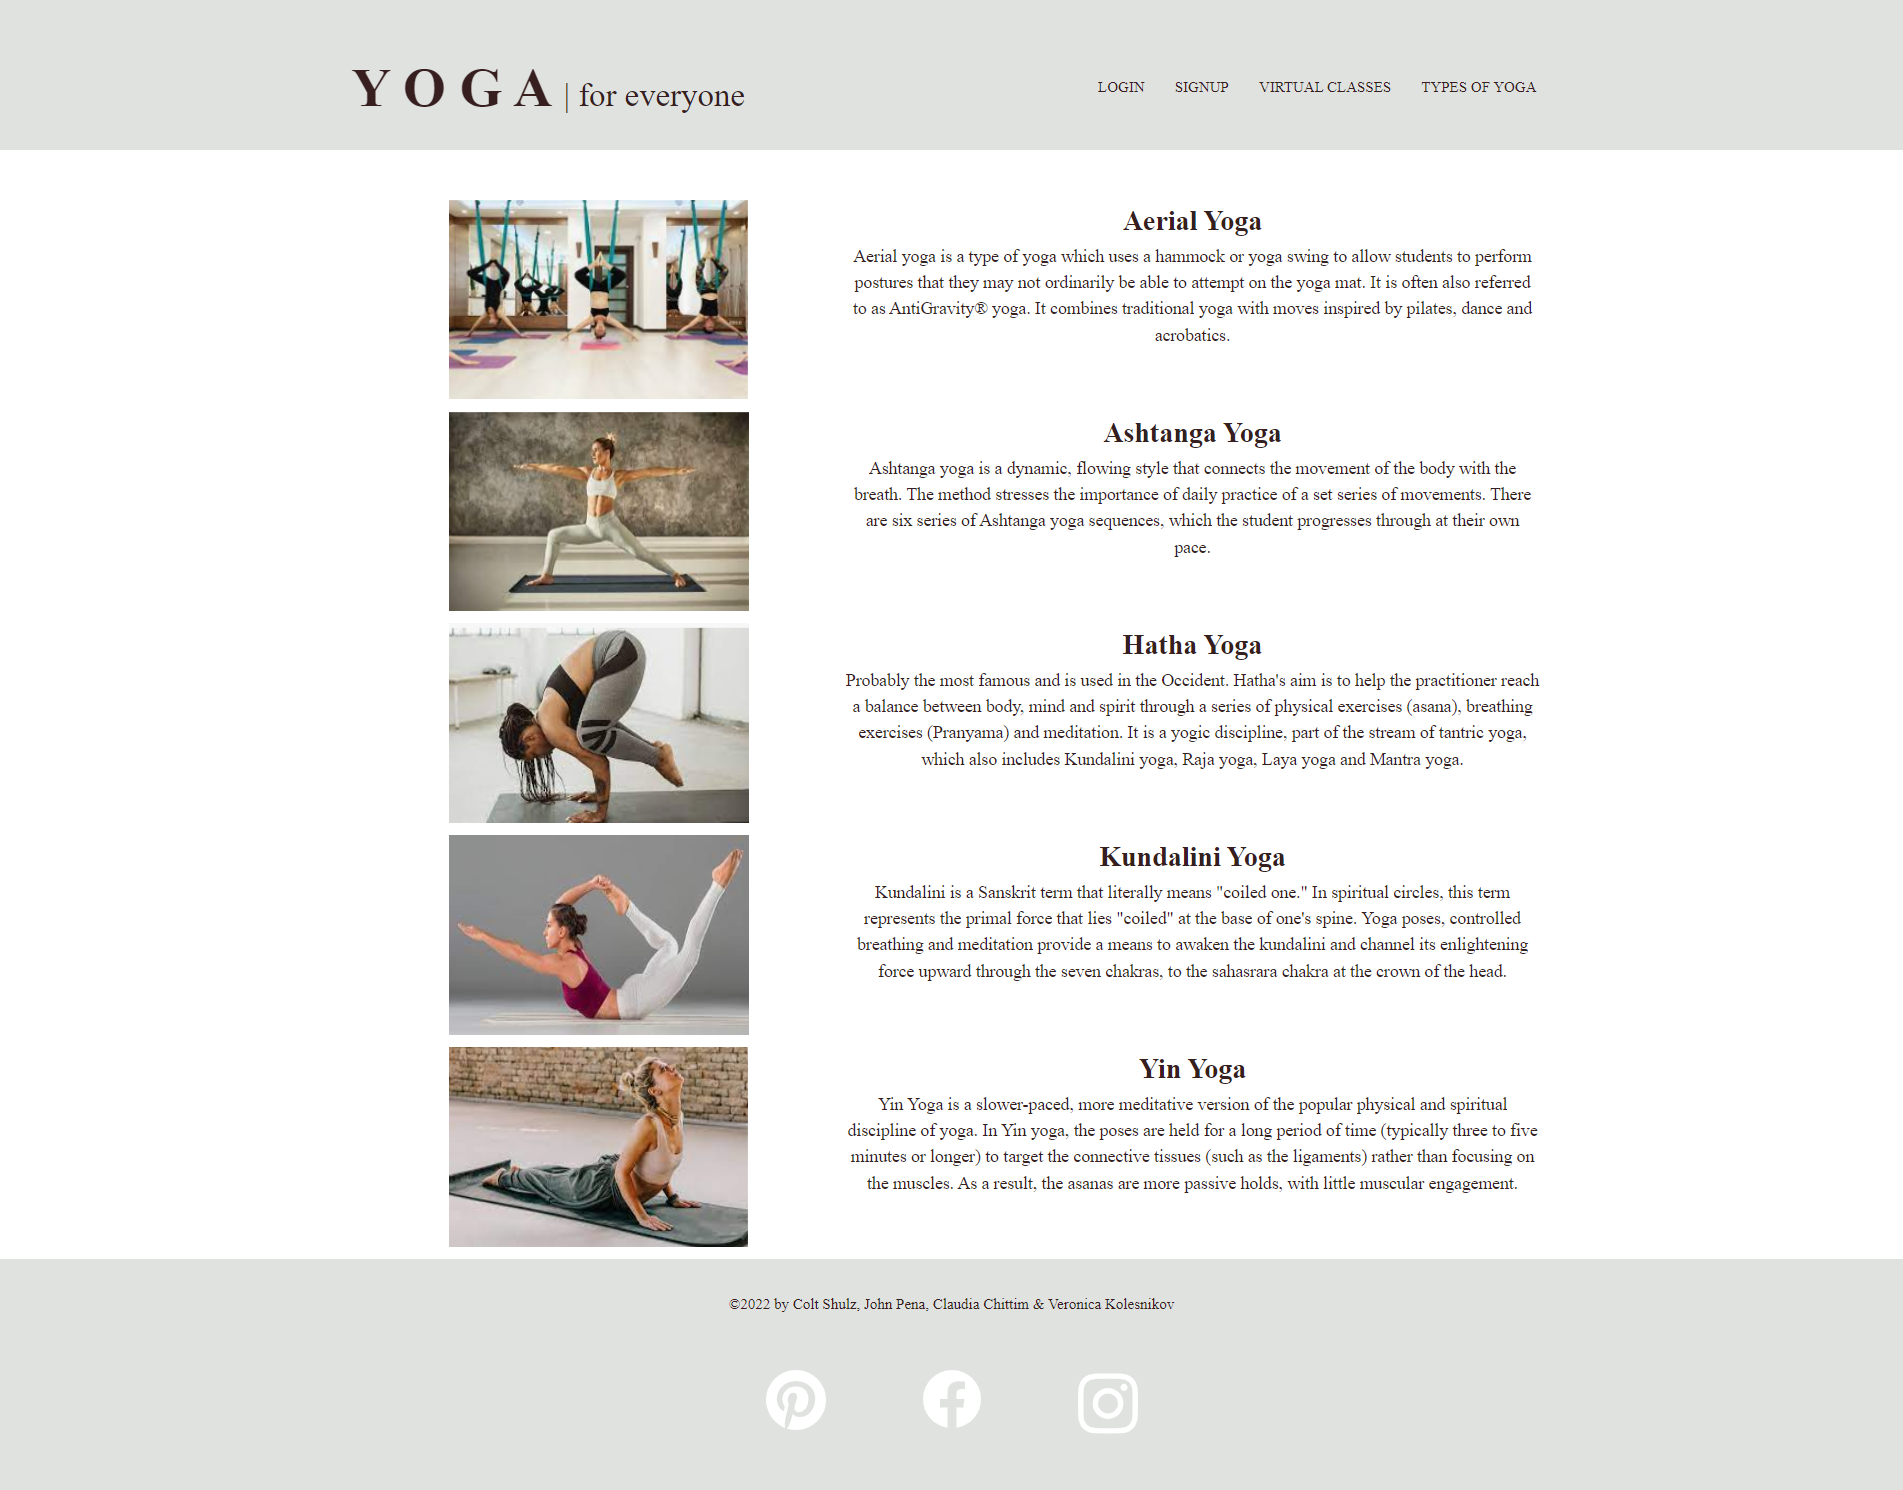 Y O G A | for everyone
LOGIN SIGNUP VIRTUAL CLASSES TYPES OF YOGA
Aerial Yoga
Aerial yoga is a type of yoga which uses a hammock or yoga swing to allow students to perform
postures that they may not ordinarily be able to attempt on the yoga mat. It is often also referred
to as AntiGravity® yoga. It combines traditional yoga with moves inspired by pilates, dance and
acrobatics.
Ashtanga Yoga
Ashtanga yoga is a dynamic, flowing style that connects the movement of the body with the
breath. The method stresses the importance of daily practice of a set series of movements. There
are six series of Ashtanga yoga sequences, which the student progresses through at their own
pace.
Hatha Yoga
Probably the most famous and is used in the Occident. Hatha's aim is to help the practitioner reach
a balance between body, mind and spirit through a series of physical exercises (asana), breathing
exercises (Pranyama) and meditation. It is a yogic discipline, part of the stream of tantric yoga,
which also includes Kundalini yoga, Raja yoga, Laya yoga and Mantra yoga.
Kundalini Yoga
Kundalini is a Sanskrit term that literally means "coiled one." In spiritual circles, this term
represents the primal force that lies "coiled" at the base of one's spine. Yoga poses, controlled
breathing and meditation provide a means to awaken the kundalini and channel its enlightening
force upward through the seven chakras, to the sahasrara chakra at the crown of the head.
Yin Yoga
Yin Yoga is a slower-paced, more meditative version of the popular physical and spiritual
discipline of yoga. In Yin yoga, the poses are held for a long period of time (typically three to five
minutes or longer) to target the connective tissues (such as the ligaments) rather than focusing on
the muscles. As a result, the asanas are more passive holds, with little muscular engagement.
©2022 by Colt Shulz, John Pena, Claudia Chittim & Veronica Kolesnikov